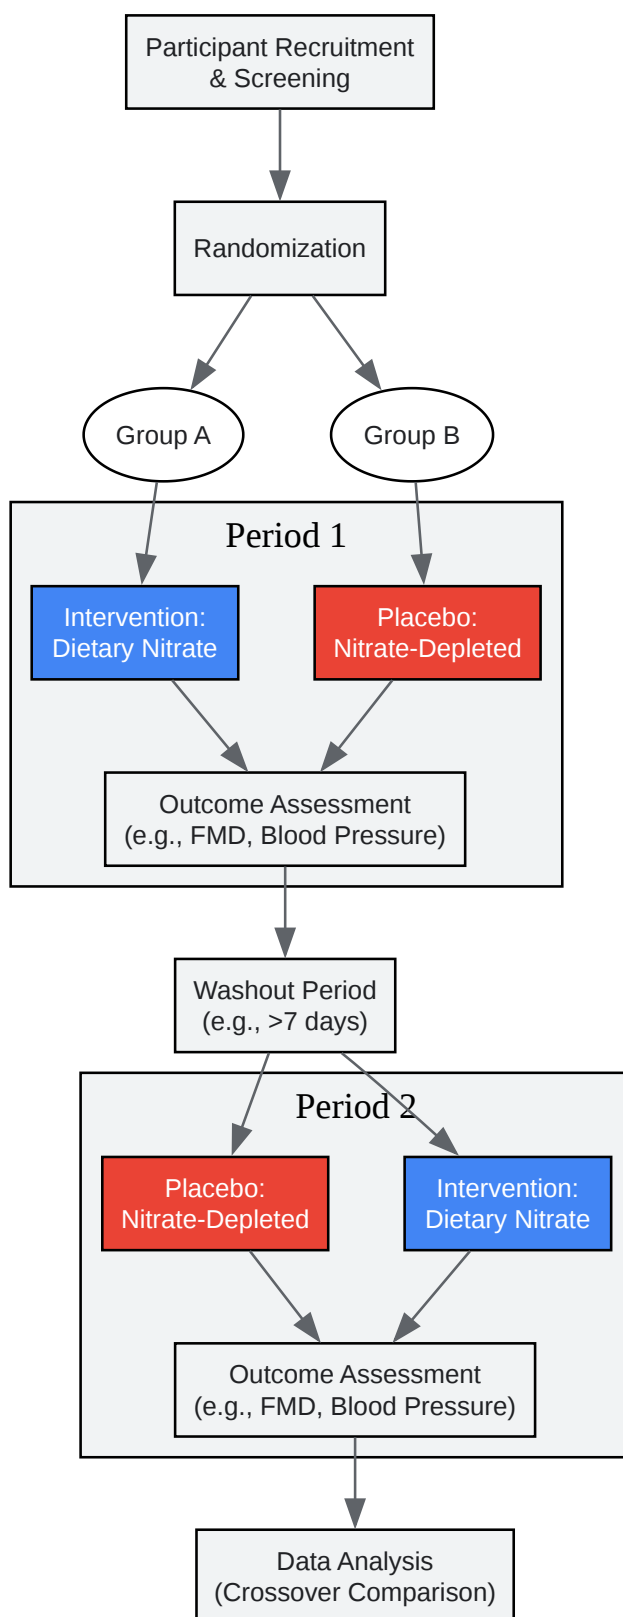 Participant Recruitment
& Screening
Randomization
Group A
Group B
Period 1
Intervention:
Dietary Nitrate
Placebo:
Nitrate-Depleted
Outcome Assessment
(e.g., FMD, Blood Pressure)
Washout Period
(e.g., >7 days)
Period 2
Placebo:
Nitrate-Depleted
Intervention:
Dietary Nitrate
Outcome Assessment
(e.g., FMD, Blood Pressure)
Data Analysis
(Crossover Comparison)